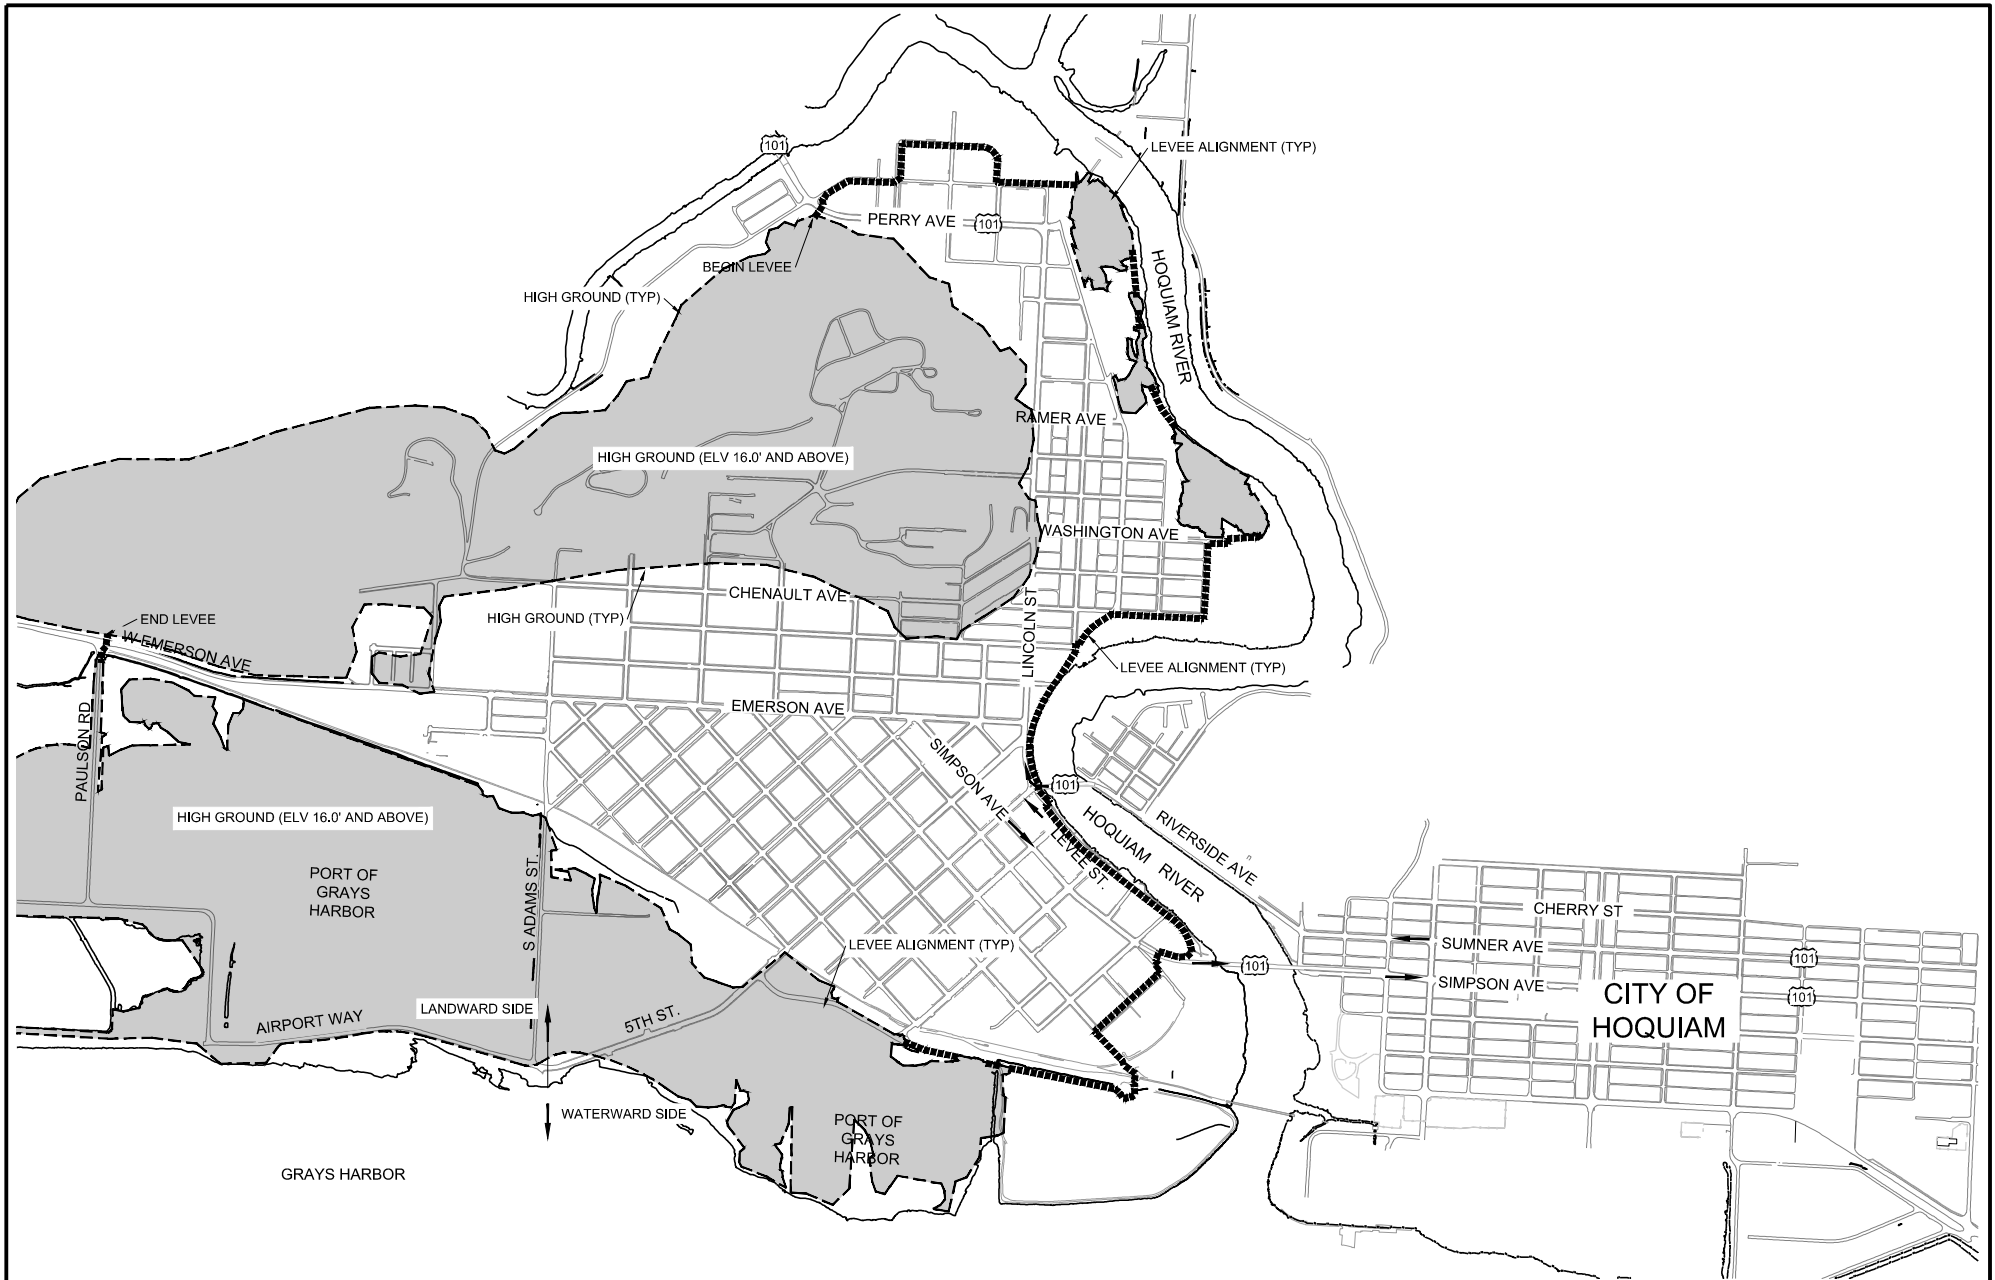 101
LEVEE ALIGNMENT (TYP)
PERRY AVE
101
BEGIN LEVEE
HIGH GROUND (TYP)
HOQUIAM RIVER
RAMER AVE
HIGH GROUND (ELV 16.0' AND ABOVE)
WASHINGTON AVE
CHENAULT AVE
HIGH GROUND (TYP)
LINCOLN ST
END LEVEE
W EMERSON AVE
LEVEE ALIGNMENT (TYP)
EMERSON AVE
PAULSON RD
SIMPSON AVE
101
HIGH GROUND (ELV 16.0' AND ABOVE)
RIVERSIDE AVE
HOQUIAM RIVER
LEVEE ST.
PORT OF
GRAYS
HARBOR
S ADAMS ST.
CHERRY ST
LEVEE ALIGNMENT (TYP)
SUMNER AVE
101
101
SIMPSON AVE
101
CITY OF
HOQUIAM
LANDWARD SIDE
AIRPORT WAY
5TH ST.
WATERWARD SIDE
PORT OF
GRAYS
HARBOR
GRAYS HARBOR